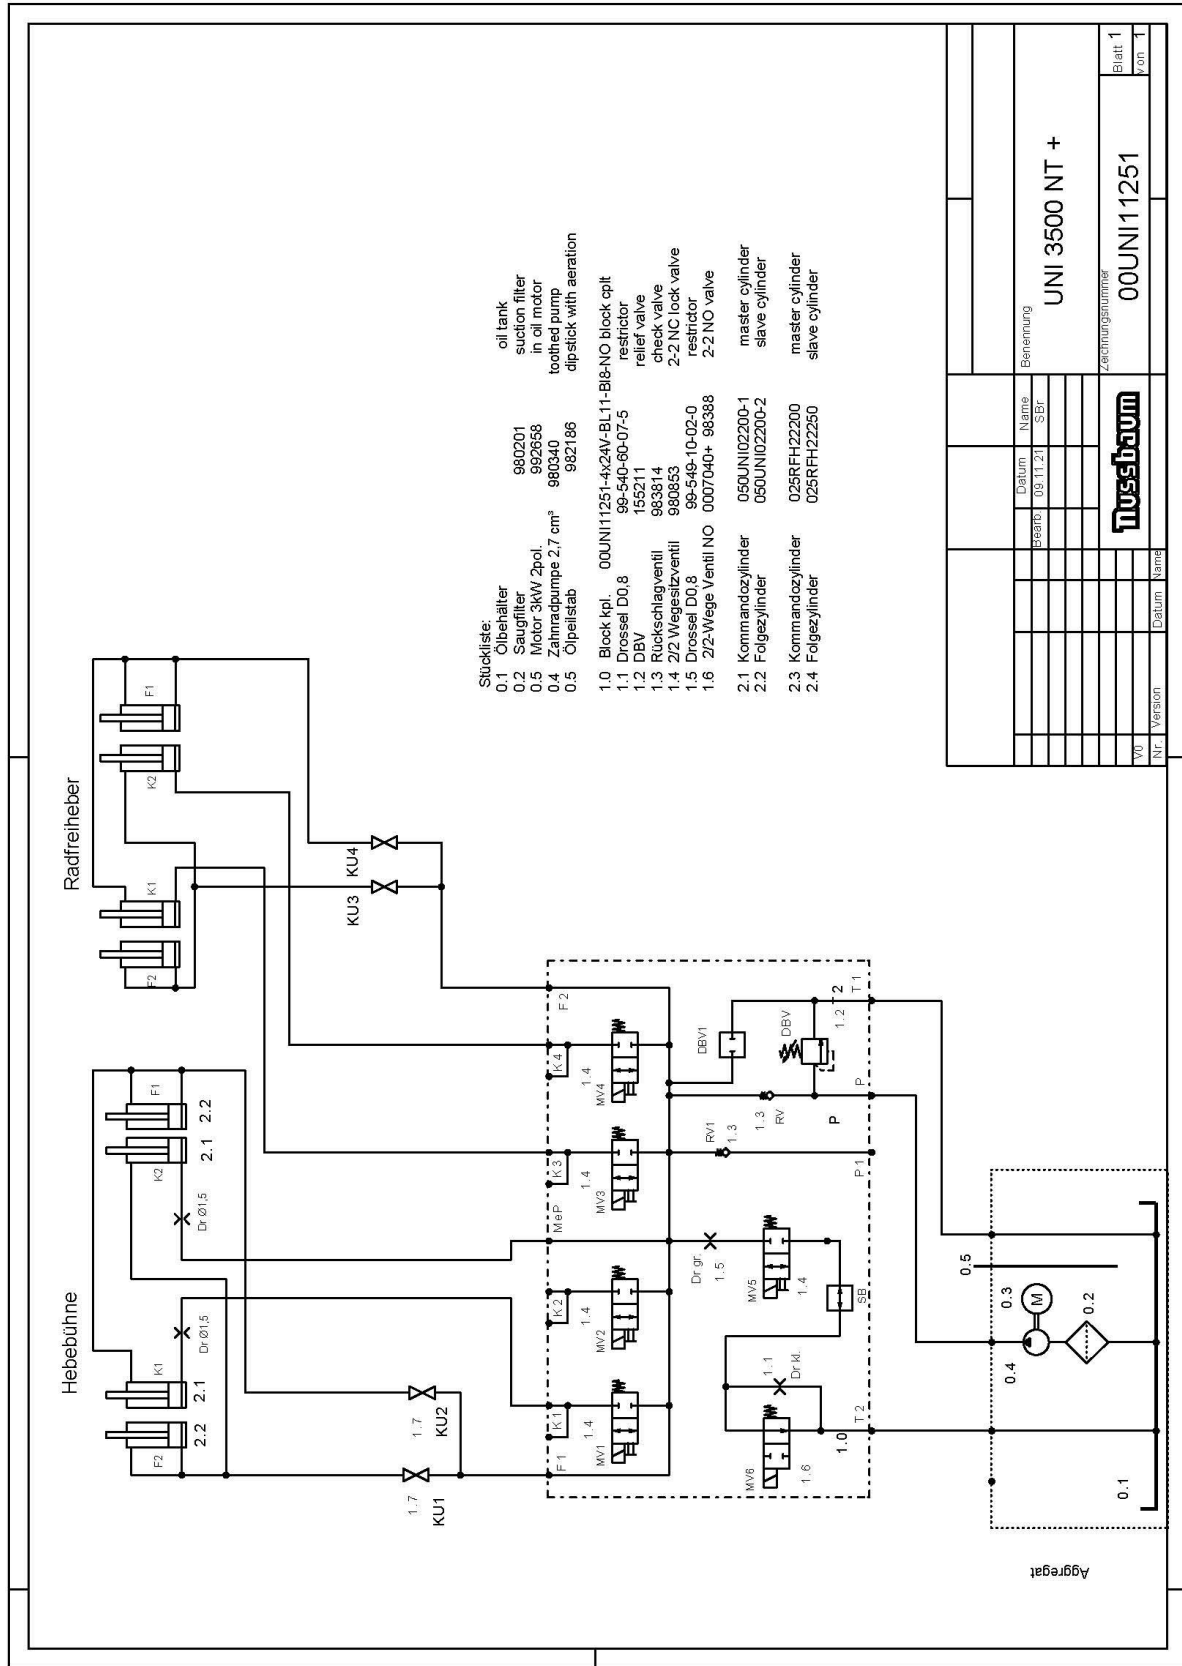 Hebebühne
Radfreiheber
F2
2.2
K1
2.1
K2
2.1
F1
2.2
F2
K1
K2
F1
Dr Ø1,5
Dr Ø1,5
1.7
KU1
1.7
KU2
KU3
KU4
F 1
K 1
K 2
MeP
K 3
K 4
F 2
MV1
1.4
MV2
1.4
MV3
1.4
MV4
1.4
Dr gr.
1.5
RV1
1.3
1.3
RV
DBV1
DBV
MV5
1.4
SB
MV6
1.6
1.1
Dr kl.
1.0
T 2
P 1
P
P
1.2
2
T 1
Aggregat
0.1
0.4
0.3
M
0.2
0.5
Stückliste:
0.1 Ölbehälter oil tank
0.2 Saugfilter 980201 suction filter
0.5 Motor 3kW 2pol. 992658 in oil motor
0.4 Zahnradpumpe 2,7 cm³ 980340 toothed pump
0.5 Ölpeilstab 982186 dipstick with aeration
1.0 Block kpl. 00UNI11251-4x24V-BL11-BI8-NO block cplt
1.1 Drossel D0,8 99-540-60-07-5 restrictor
1.2 DBV 155211 relief valve
1.3 Rückschlagventil 983814 check valve
1.4 2/2 Wegesitzventil 980853 2-2 NC lock valve
1.5 Drossel D0,8 99-549-10-02-0 restrictor
1.6 2/2-Wege Ventil NO 0007040+ 98388 2-2 NO valve
2.1 Kommandozylinder 050UNI02200-1 master cylinder
2.2 Folgezylinder 050UNI02200-2 slave cylinder
2.3 Kommandozylinder 025RFH22200 master cylinder
2.4 Folgezylinder 025RFH22250 slave cylinder
Datum Name
Bearb. 09.11.21 SBr
Benennung
UNI 3500 NT +
Nussbaum
Zeichnungsnummer
00UNI11251
Blatt 1
von 1
V0
Nr. Version Datum Name